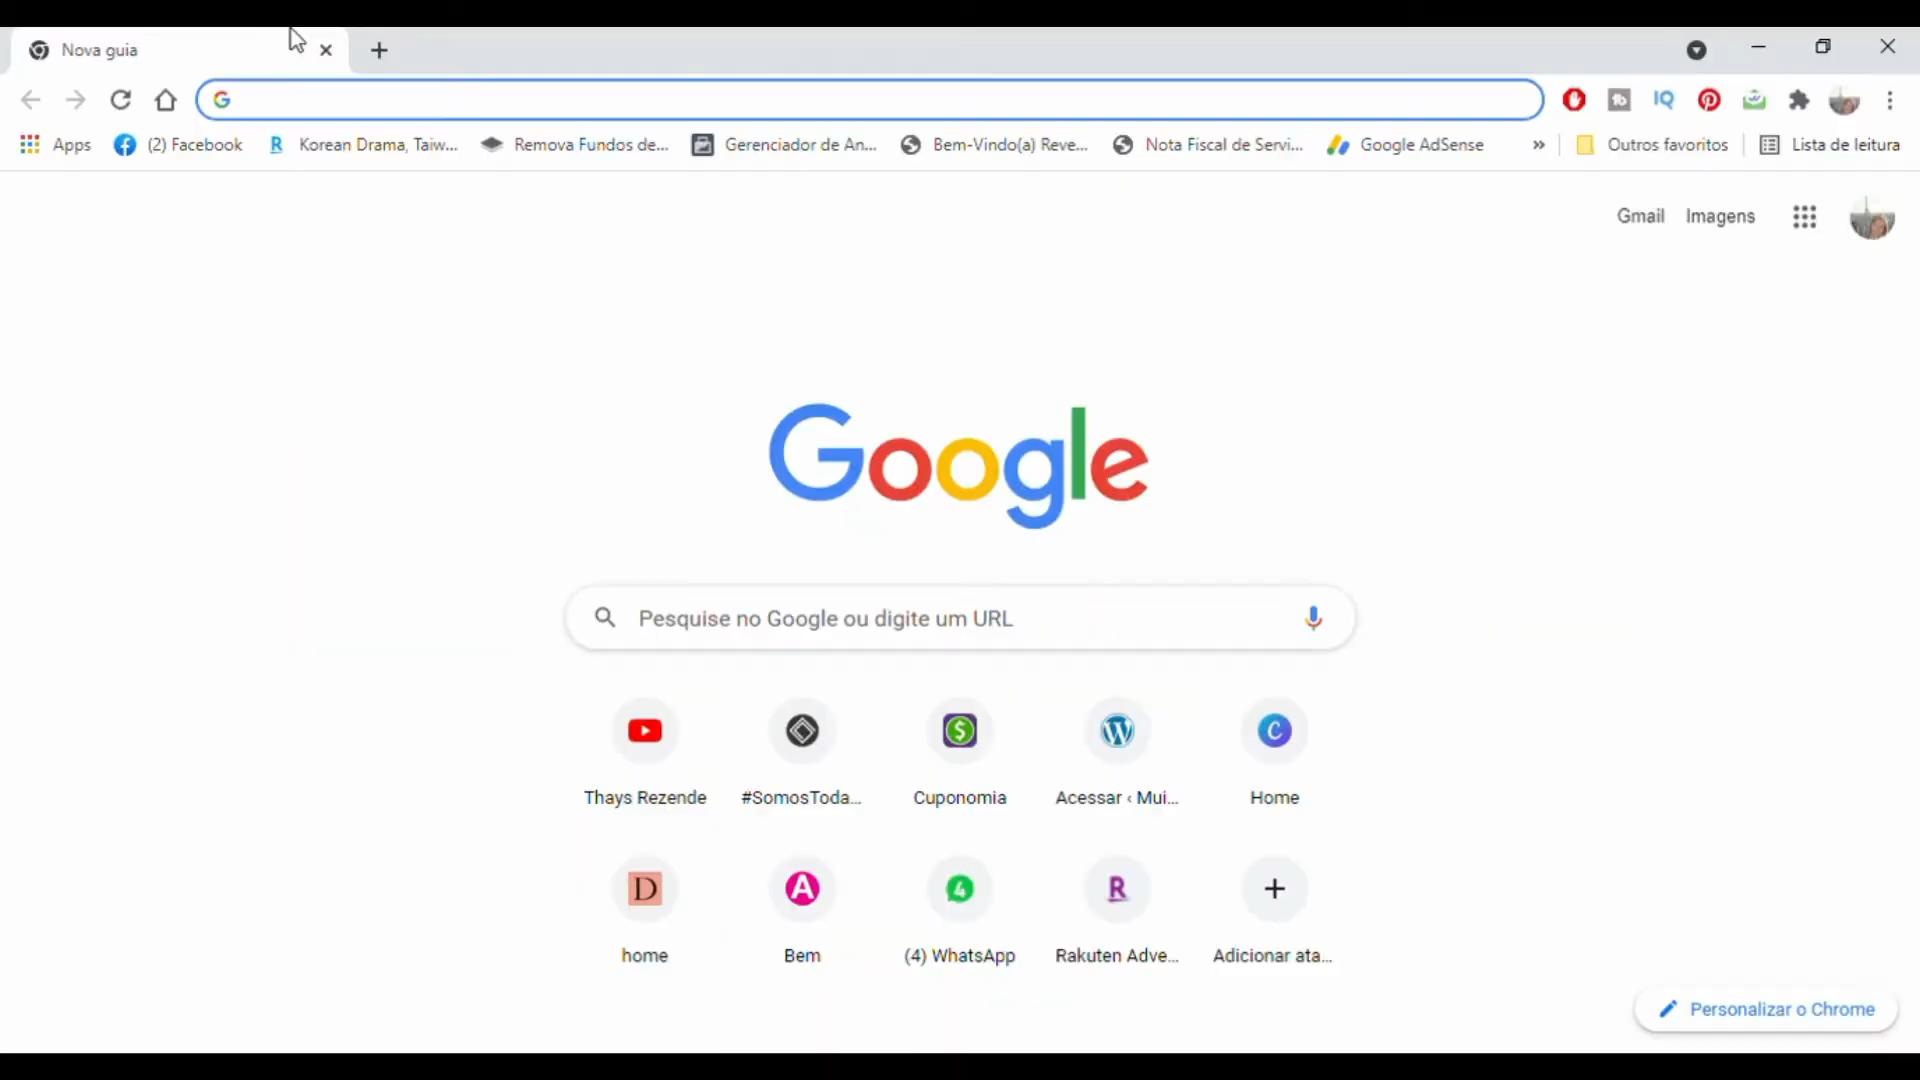 Nova guia
Apps (2) Facebook Korean Drama, Taiw... Remova Fundos de... Gerenciador de An... Bem-Vindo(a) Reve... Nota Fiscal de Servi... Google AdSense » Outros favoritos Lista de leitura
Gmail Imagens
Google
Pesquise no Google ou digite um URL
Thays Rezende #SomosToda... Cuponomia Acessar ‹ Mui... Home
home Bem (4) WhatsApp Rakuten Adve... Adicionar ata...
Personalizar o Chrome